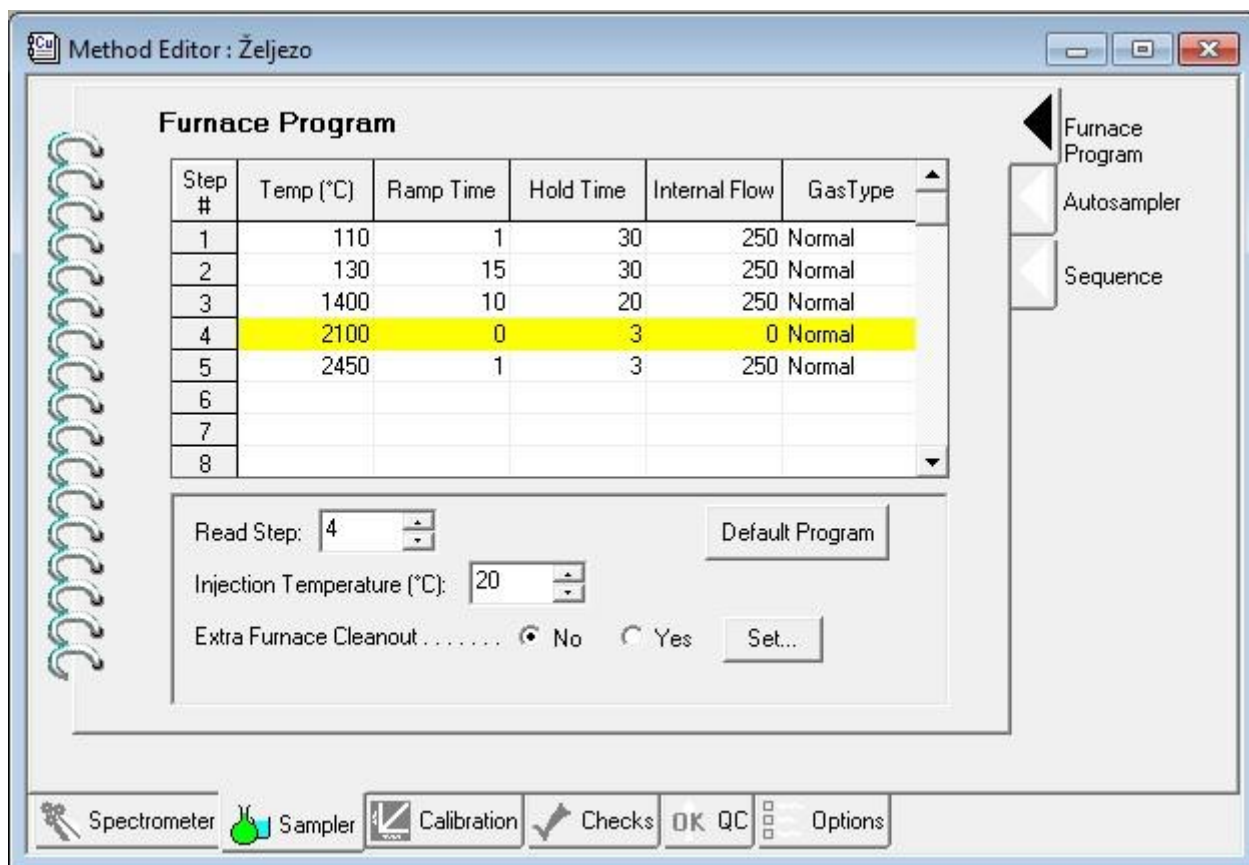 Method Editor : Željezo
Furnace Program
Step # Temp (°C) Ramp Time Hold Time Internal Flow GasType
1 110 1 30 250 Normal
2 130 15 30 250 Normal
3 1400 10 20 250 Normal
4 2100 0 3 0 Normal
5 2450 1 3 250 Normal
6
7
8
Read Step: 4 Default Program
Injection Temperature (°C): 20
Extra Furnace Cleanout . . . . . . . No Yes Set...
Furnace Program
Autosampler
Sequence
Spectrometer Sampler Calibration Checks OK QC Options